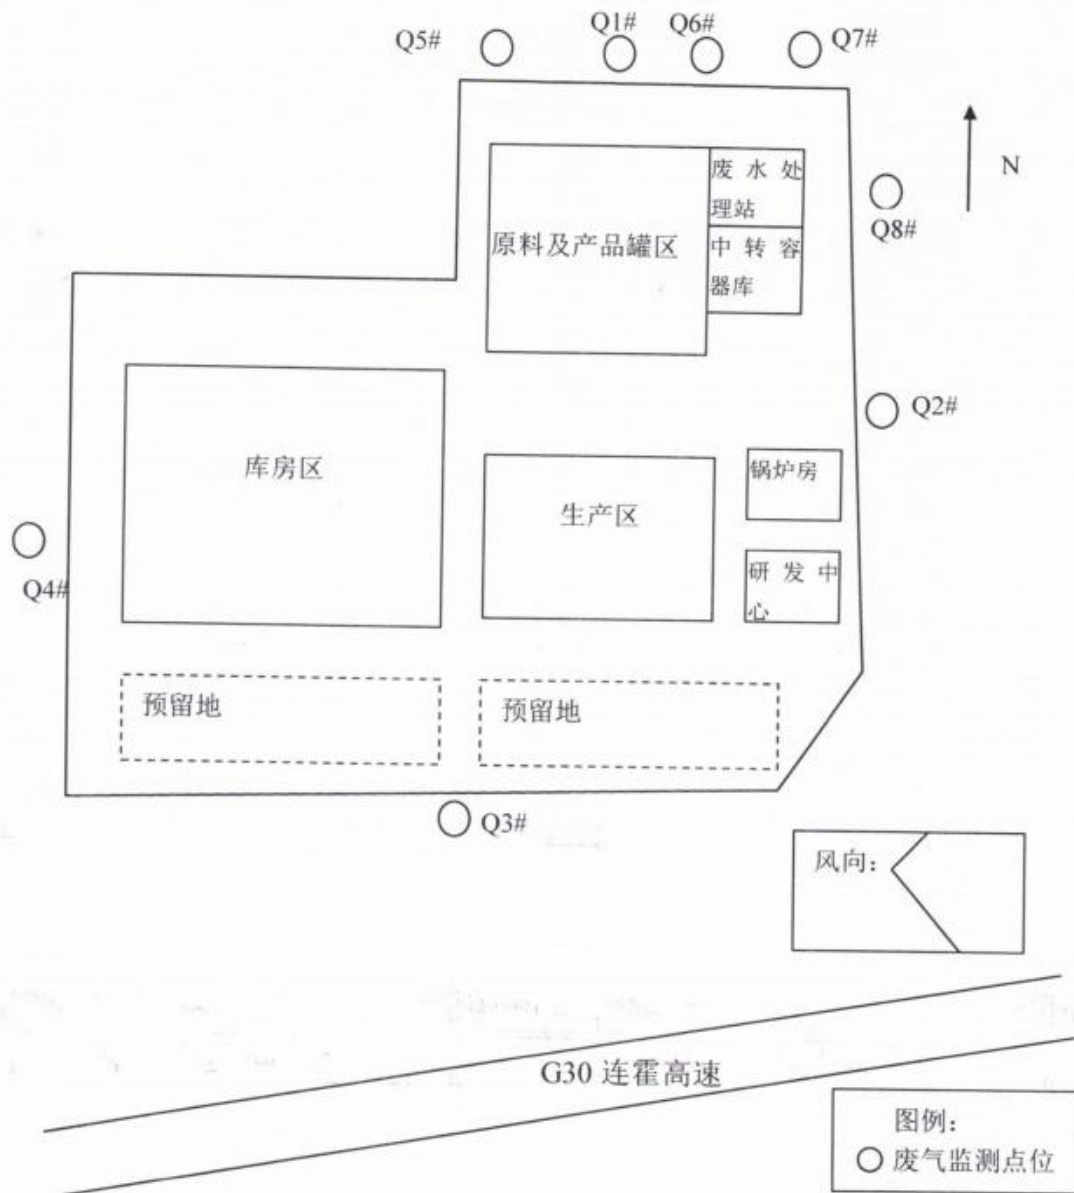 Q5#
Q1#
Q6#
Q7#
N
废水处
理站
Q8#
原料及产品罐区
中转容
器库
Q2#
库房区
锅炉房
生产区
研发中
心
Q4#
预留地
预留地
Q3#
风向：
G30 连霍高速
图例：
废气监测点位